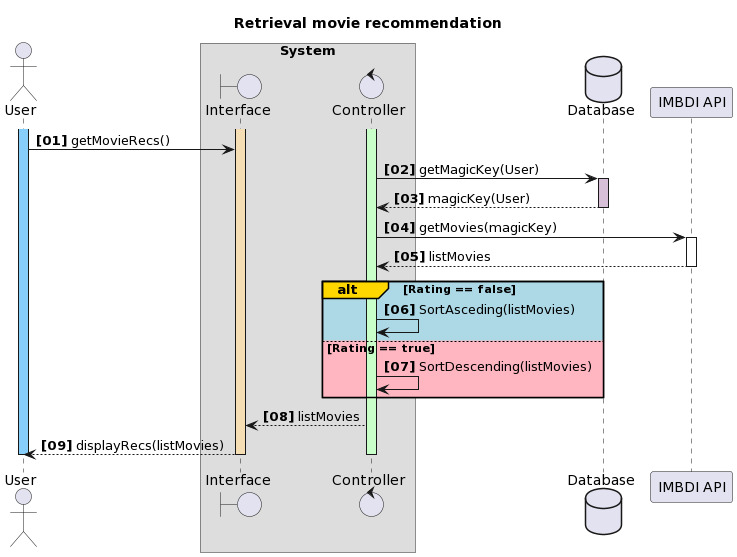 Retrieval movie recommendation
System
User
Interface
Controller
Database
IMBDI API
[01] getMovieRecs()
[02] getMagicKey(User)
[03] magicKey(User)
[04] getMovies(magicKey)
[05] listMovies
alt [Rating == false]
[06] SortAsceding(listMovies)
[Rating == true]
[07] SortDescending(listMovies)
[08] listMovies
[09] displayRecs(listMovies)
User
Interface
Controller
Database
IMBDI API